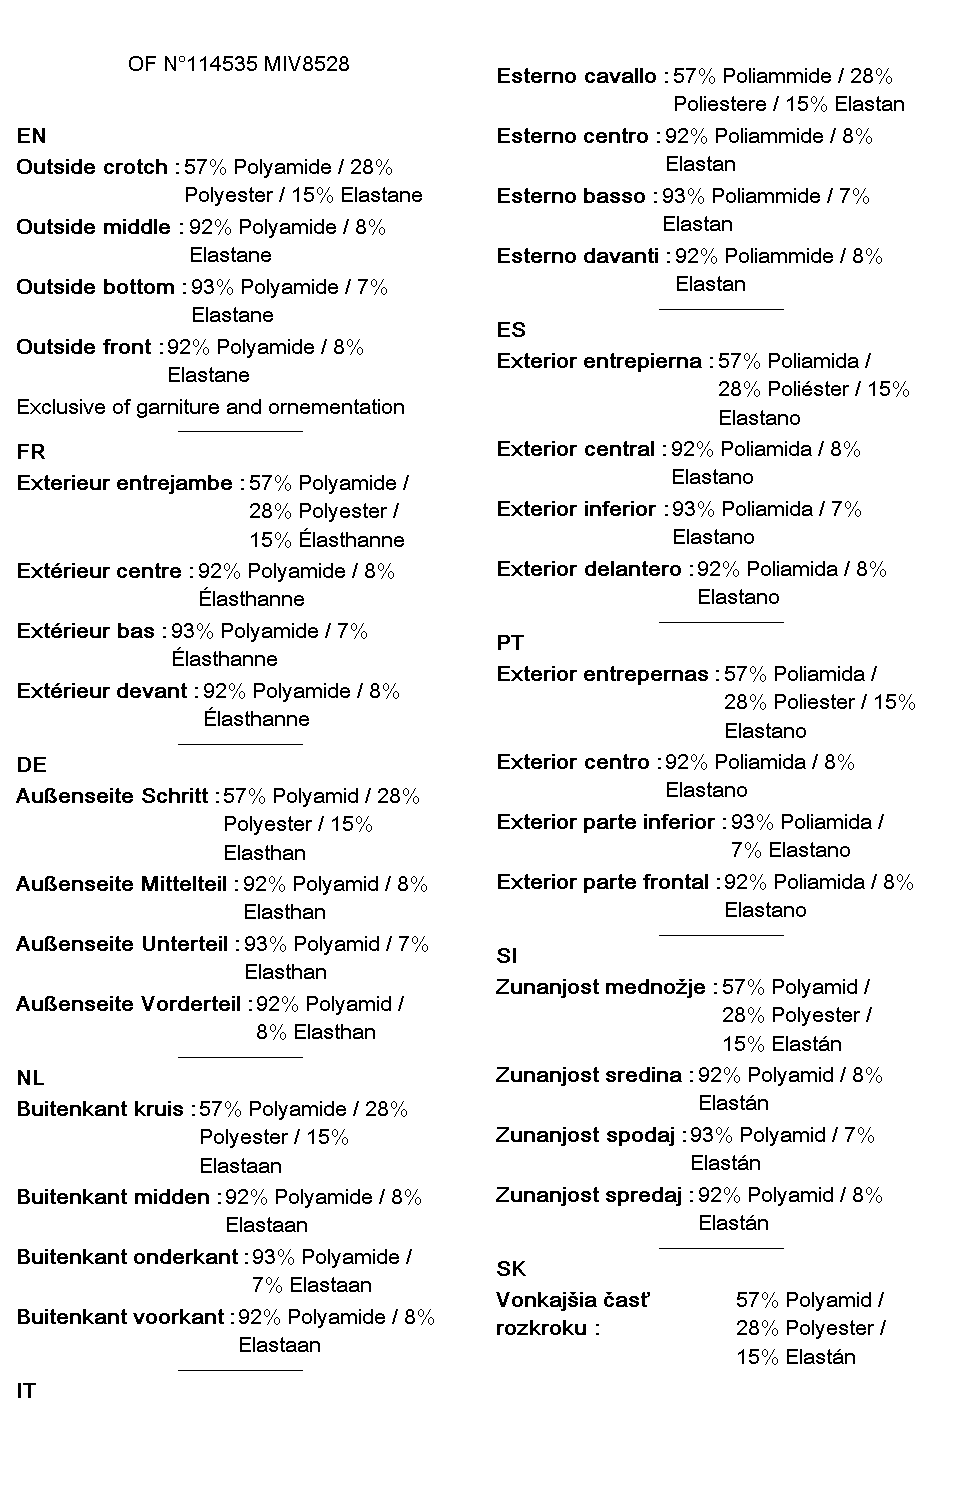 OF N°114535 MIV8528
EN
Outside crotch : 57% Polyamide / 28%
Polyester / 15% Elastane
Outside middle : 92% Polyamide / 8%
Elastane
Outside bottom : 93% Polyamide / 7%
Elastane
Outside front : 92% Polyamide / 8%
Elastane
Exclusive of garniture and ornementation
FR
Exterieur entrejambe : 57% Polyamide /
28% Polyester /
15% Élasthanne
Extérieur centre : 92% Polyamide / 8%
Élasthanne
Extérieur bas : 93% Polyamide / 7%
Élasthanne
Extérieur devant : 92% Polyamide / 8%
Élasthanne
DE
Außenseite Schritt : 57% Polyamid / 28%
Polyester / 15%
Elasthan
Außenseite Mittelteil : 92% Polyamid / 8%
Elasthan
Außenseite Unterteil : 93% Polyamid / 7%
Elasthan
Außenseite Vorderteil : 92% Polyamid /
8% Elasthan
NL
Buitenkant kruis : 57% Polyamide / 28%
Polyester / 15%
Elastaan
Buitenkant midden : 92% Polyamide / 8%
Elastaan
Buitenkant onderkant : 93% Polyamide /
7% Elastaan
Buitenkant voorkant : 92% Polyamide / 8%
Elastaan
IT
Esterno cavallo : 57% Poliammide / 28%
Poliestere / 15% Elastan
Esterno centro : 92% Poliammide / 8%
Elastan
Esterno basso : 93% Poliammide / 7%
Elastan
Esterno davanti : 92% Poliammide / 8%
Elastan
ES
Exterior entrepierna : 57% Poliamida /
28% Poliéster / 15%
Elastano
Exterior central : 92% Poliamida / 8%
Elastano
Exterior inferior : 93% Poliamida / 7%
Elastano
Exterior delantero : 92% Poliamida / 8%
Elastano
PT
Exterior entrepernas : 57% Poliamida /
28% Poliester / 15%
Elastano
Exterior centro : 92% Poliamida / 8%
Elastano
Exterior parte inferior : 93% Poliamida /
7% Elastano
Exterior parte frontal : 92% Poliamida / 8%
Elastano
SI
Zunanjost mednožje : 57% Polyamid /
28% Polyester /
15% Elastán
Zunanjost sredina : 92% Polyamid / 8%
Elastán
Zunanjost spodaj : 93% Polyamid / 7%
Elastán
Zunanjost spredaj : 92% Polyamid / 8%
Elastán
SK
Vonkajšia časť 57% Polyamid /
rozkroku : 28% Polyester /
15% Elastán